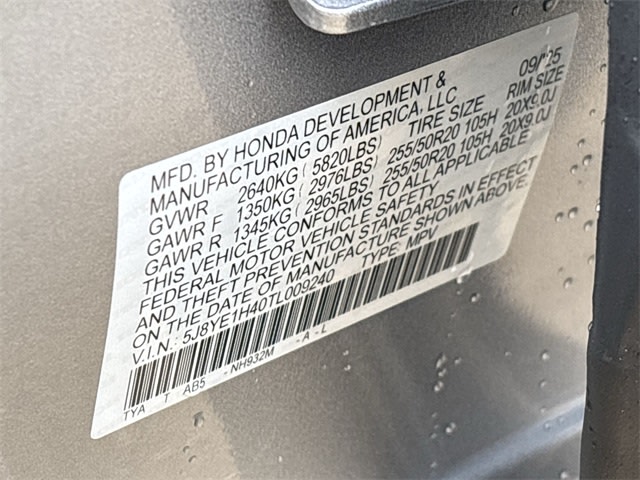 MFD. BY HONDA DEVELOPMENT & 09/'25
MANUFACTURING OF AMERICA, LLC
GVWR 2640KG ( 5820LBS) TIRE SIZE RIM SIZE
GAWR F 1350KG ( 2976LBS) 255/50R20 105H 20X9.0J
GAWR R 1345KG ( 2965LBS) 255/50R20 105H 20X9.0J
THIS VEHICLE CONFORMS TO ALL APPLICABLE
FEDERAL MOTOR VEHICLE SAFETY
AND THEFT PREVENTION STANDARDS IN EFFECT
ON THE DATE OF MANUFACTURE SHOWN ABOVE.
V.I.N.: 5J8YE1H40TL009240 TYPE: MPV
TYA T AB5 - NH932M - A - L